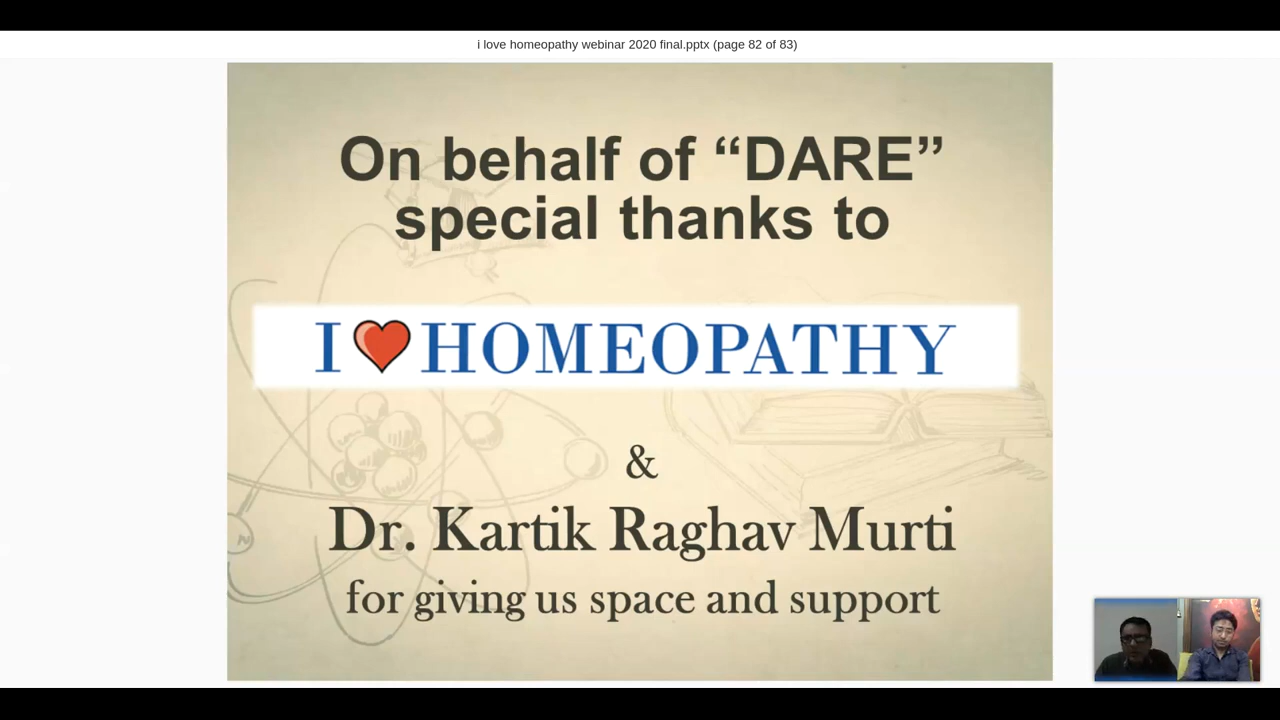 i love homeopathy webinar 2020 final.pptx (page 82 of 83)
On behalf of “DARE”
special thanks to
I ❤ HOMEOPATHY
&
Dr. Kartik Raghav Murti
for giving us space and support